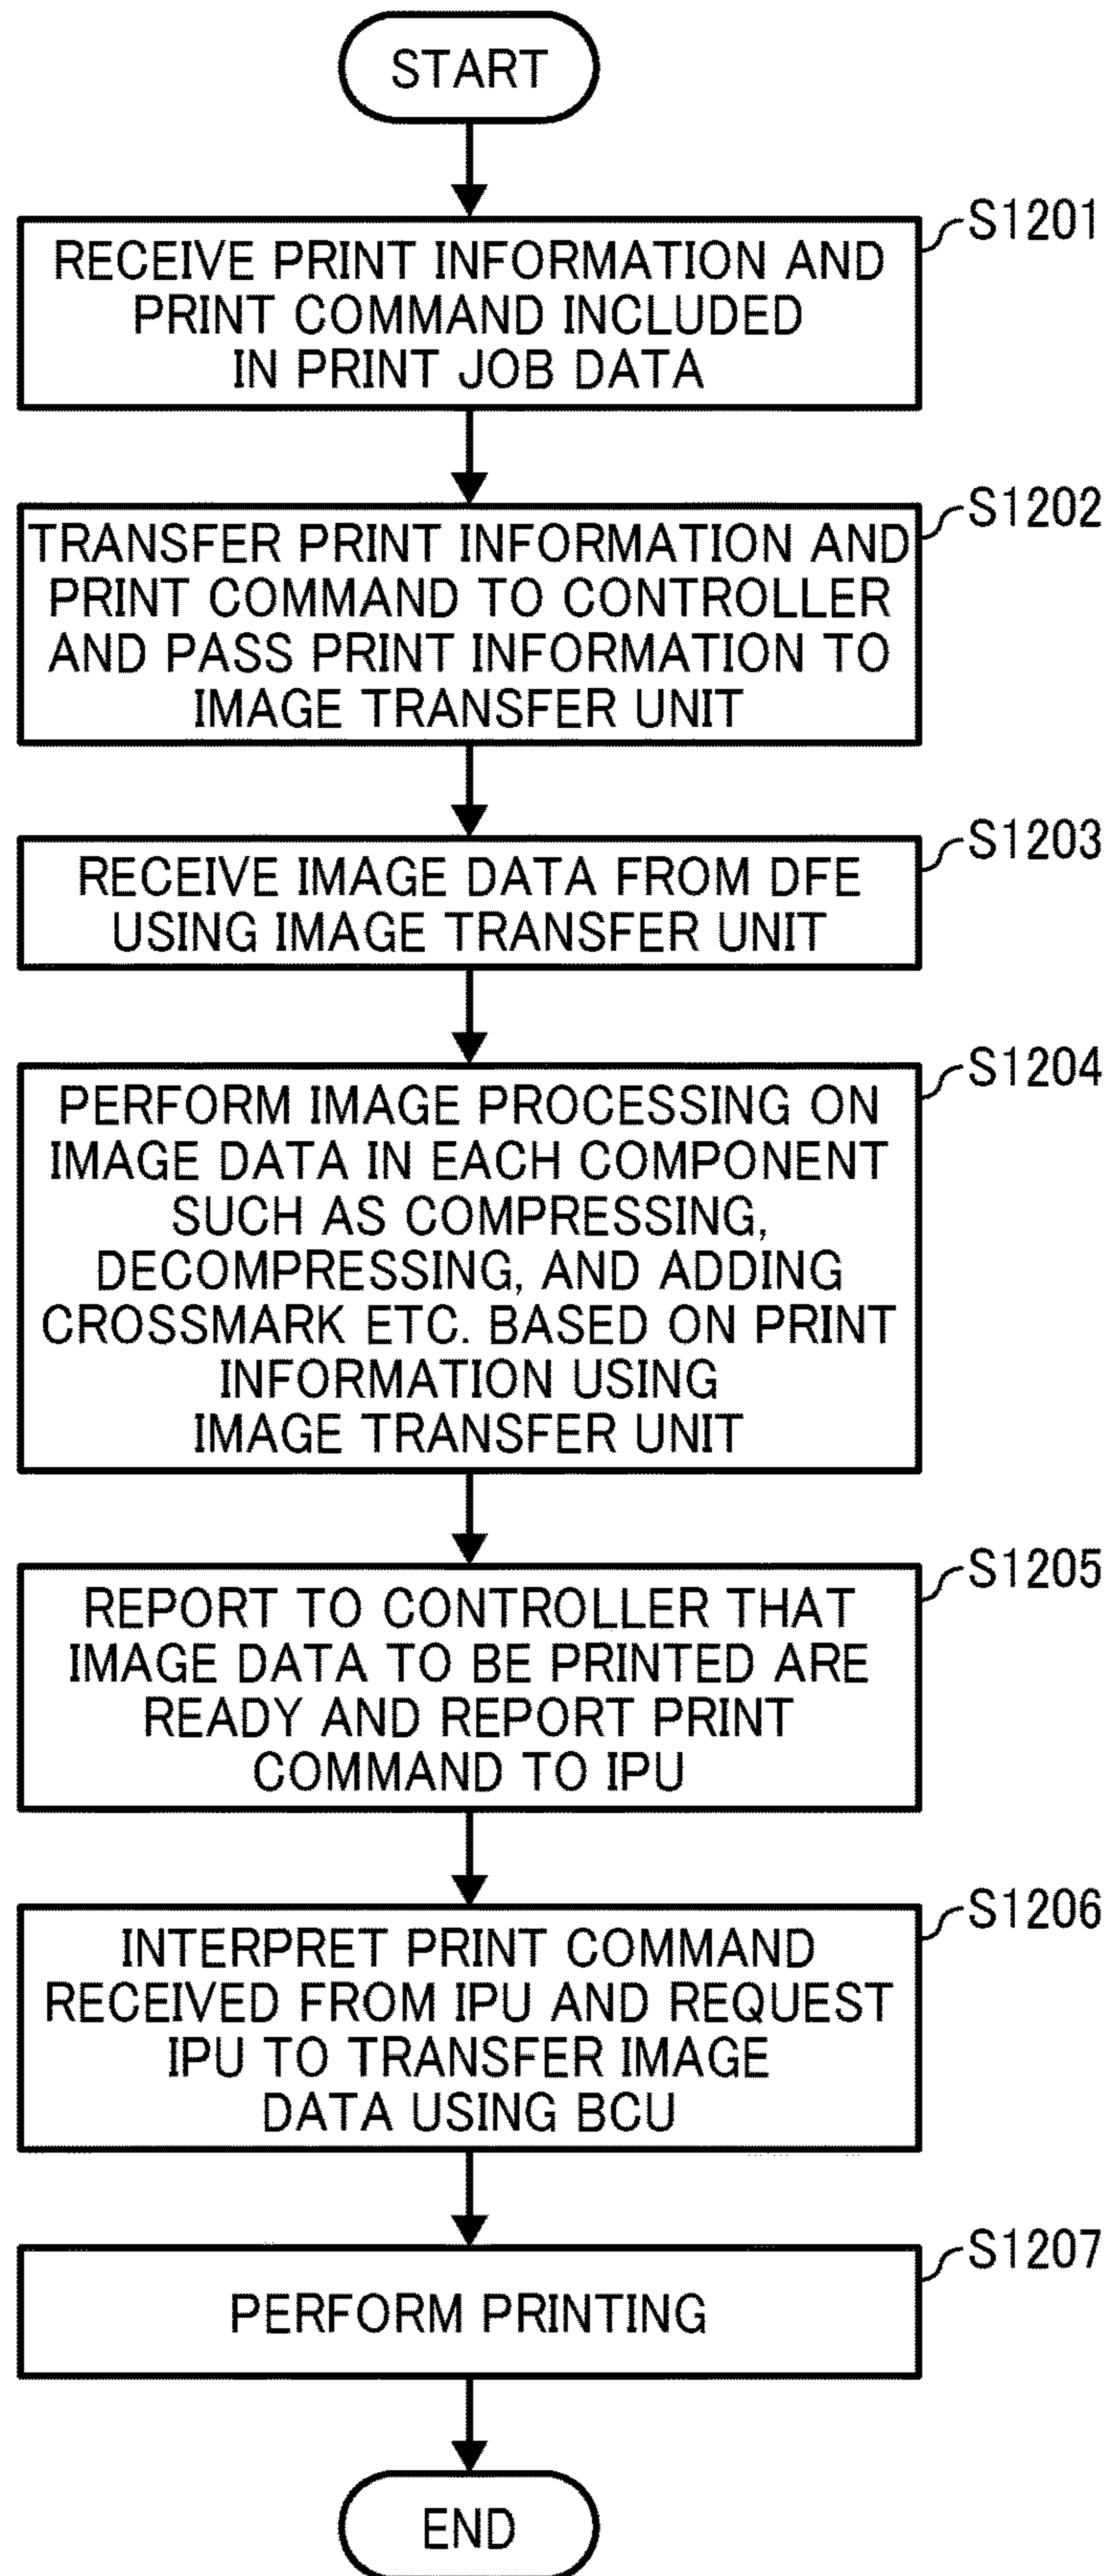 START
S1201
RECEIVE PRINT INFORMATION AND
PRINT COMMAND INCLUDED
IN PRINT JOB DATA
S1202
TRANSFER PRINT INFORMATION AND
PRINT COMMAND TO CONTROLLER
AND PASS PRINT INFORMATION TO
IMAGE TRANSFER UNIT
S1203
RECEIVE IMAGE DATA FROM DFE
USING IMAGE TRANSFER UNIT
S1204
PERFORM IMAGE PROCESSING ON
IMAGE DATA IN EACH COMPONENT
SUCH AS COMPRESSING,
DECOMPRESSING, AND ADDING
CROSSMARK ETC. BASED ON PRINT
INFORMATION USING
IMAGE TRANSFER UNIT
S1205
REPORT TO CONTROLLER THAT
IMAGE DATA TO BE PRINTED ARE
READY AND REPORT PRINT
COMMAND TO IPU
S1206
INTERPRET PRINT COMMAND
RECEIVED FROM IPU AND REQUEST
IPU TO TRANSFER IMAGE
DATA USING BCU
S1207
PERFORM PRINTING
END